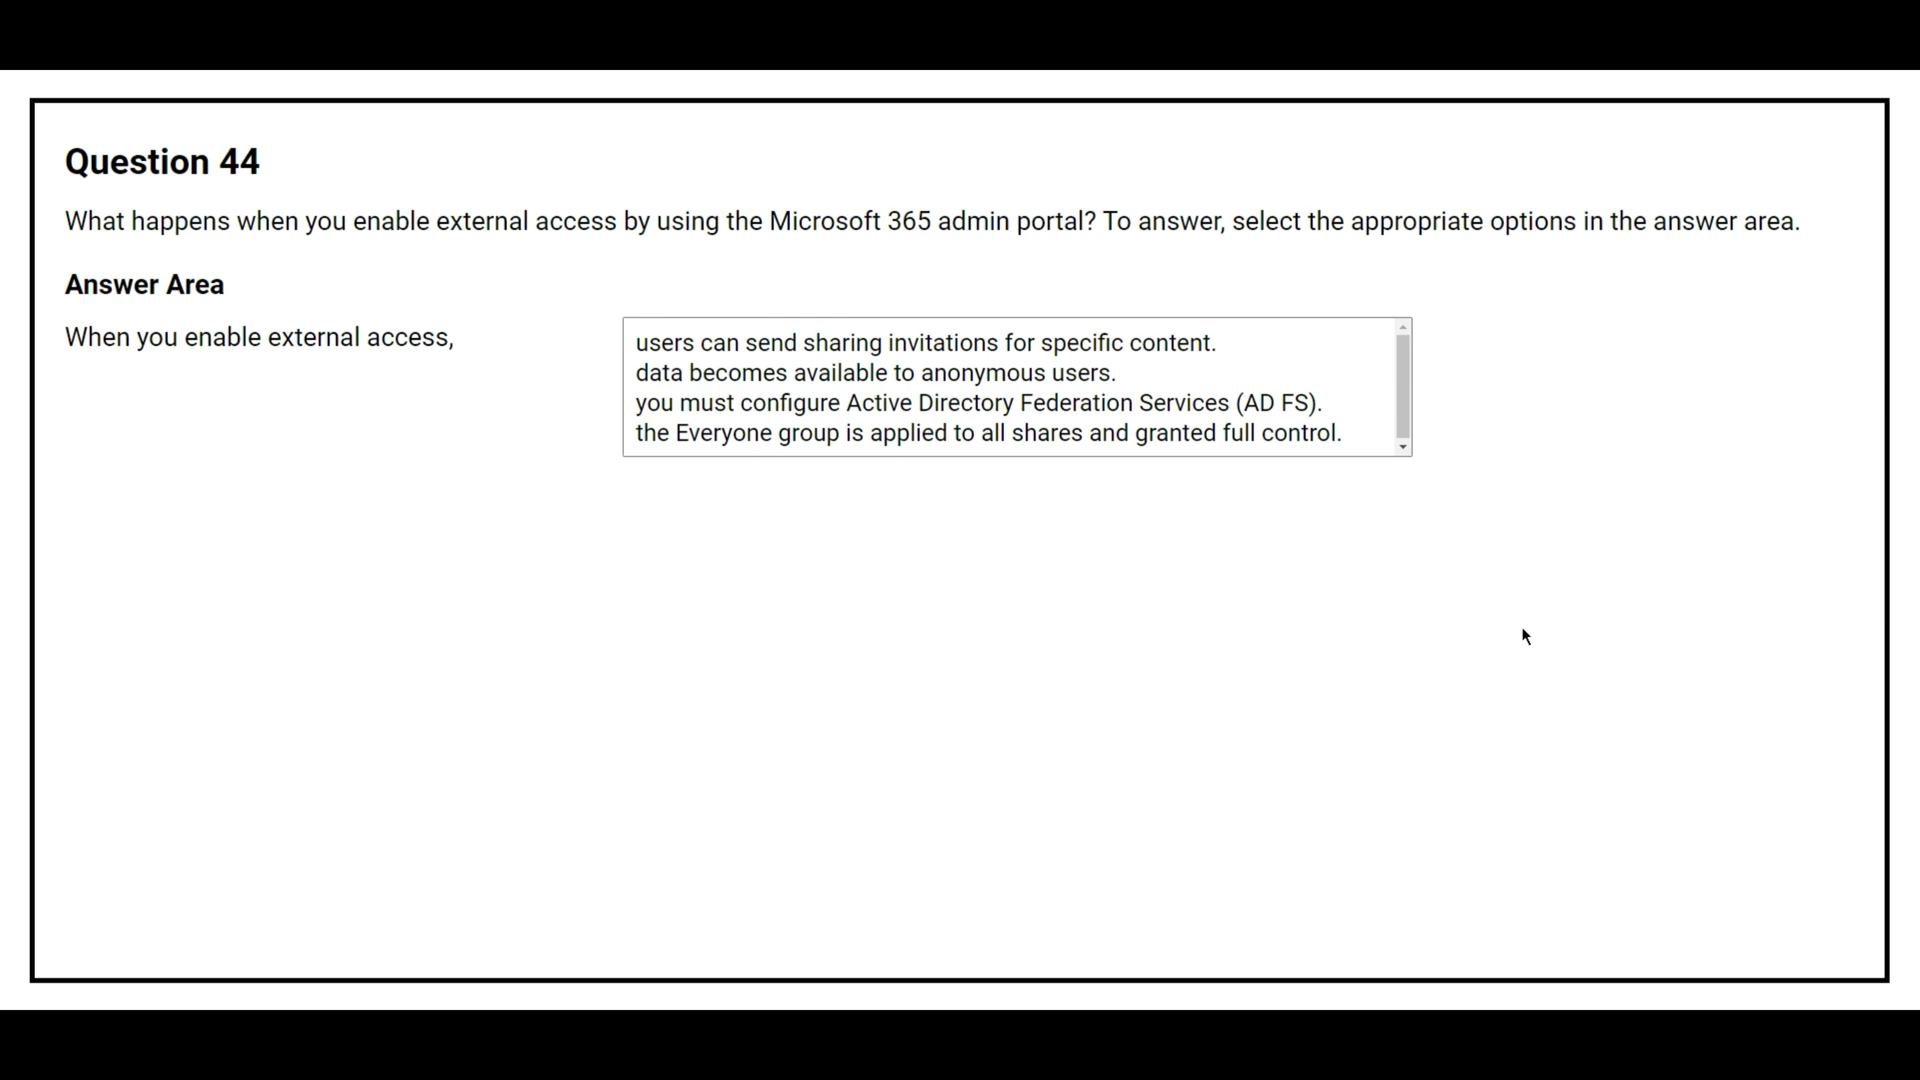 Question 44
What happens when you enable external access by using the Microsoft 365 admin portal? To answer, select the appropriate options in the answer area.
Answer Area
When you enable external access,
users can send sharing invitations for specific content.
data becomes available to anonymous users.
you must configure Active Directory Federation Services (AD FS).
the Everyone group is applied to all shares and granted full control.